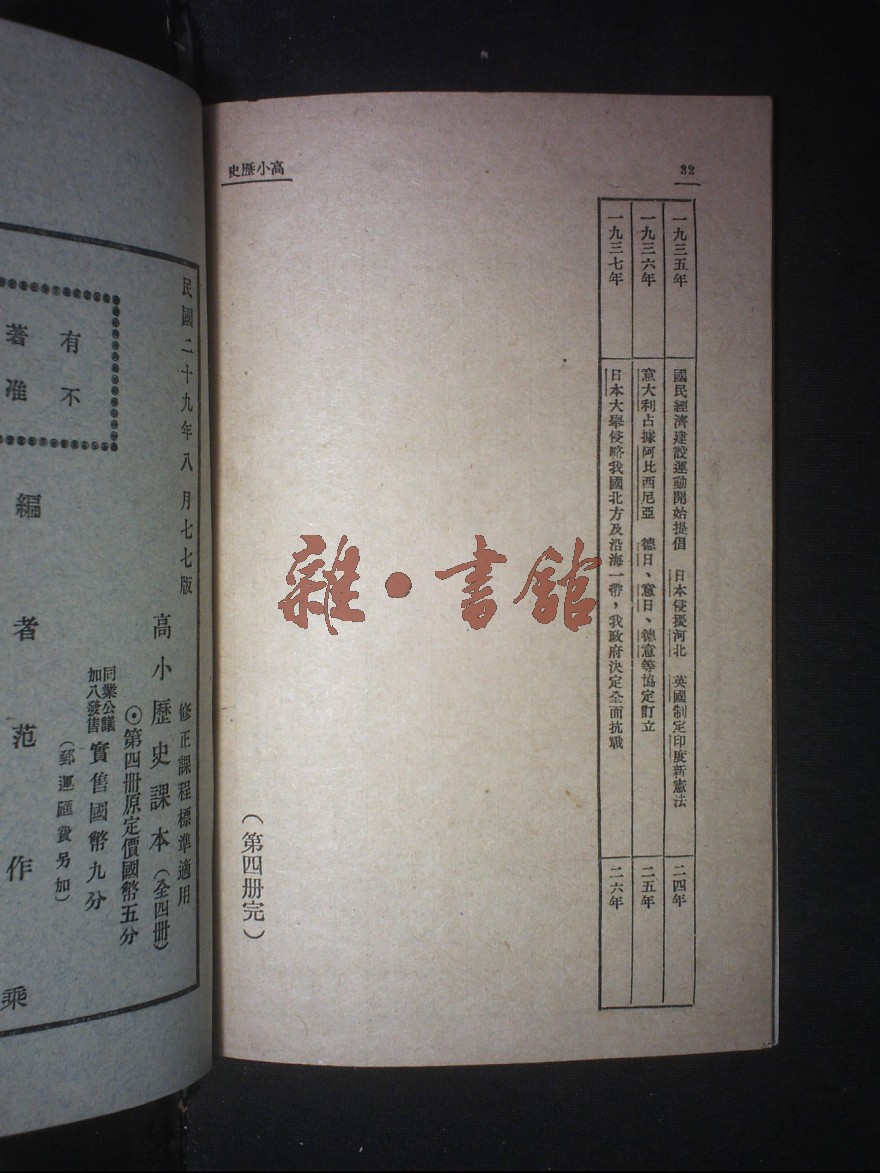 32
高小歷史
一九三五年 國民經濟建設運動開始提倡 日本侵擾河北 英國制定印度新憲法 二四年
一九三六年 意大利占據阿比西尼亞 德日、意日、德意等協定訂立 二五年
一九三七年 日本大舉侵略我國北方及沿海一帶，我政府決定全面抗戰 二六年
（第四册完）
雜·書館
民國二十九年八月七七版
修正課程標準適用
高小歷史課本（全四冊）
⊙第四冊原定價國幣五分
同業公議
加八發售
實售國幣九分
（郵運匯費另加）
有不
著准
編者范作乘